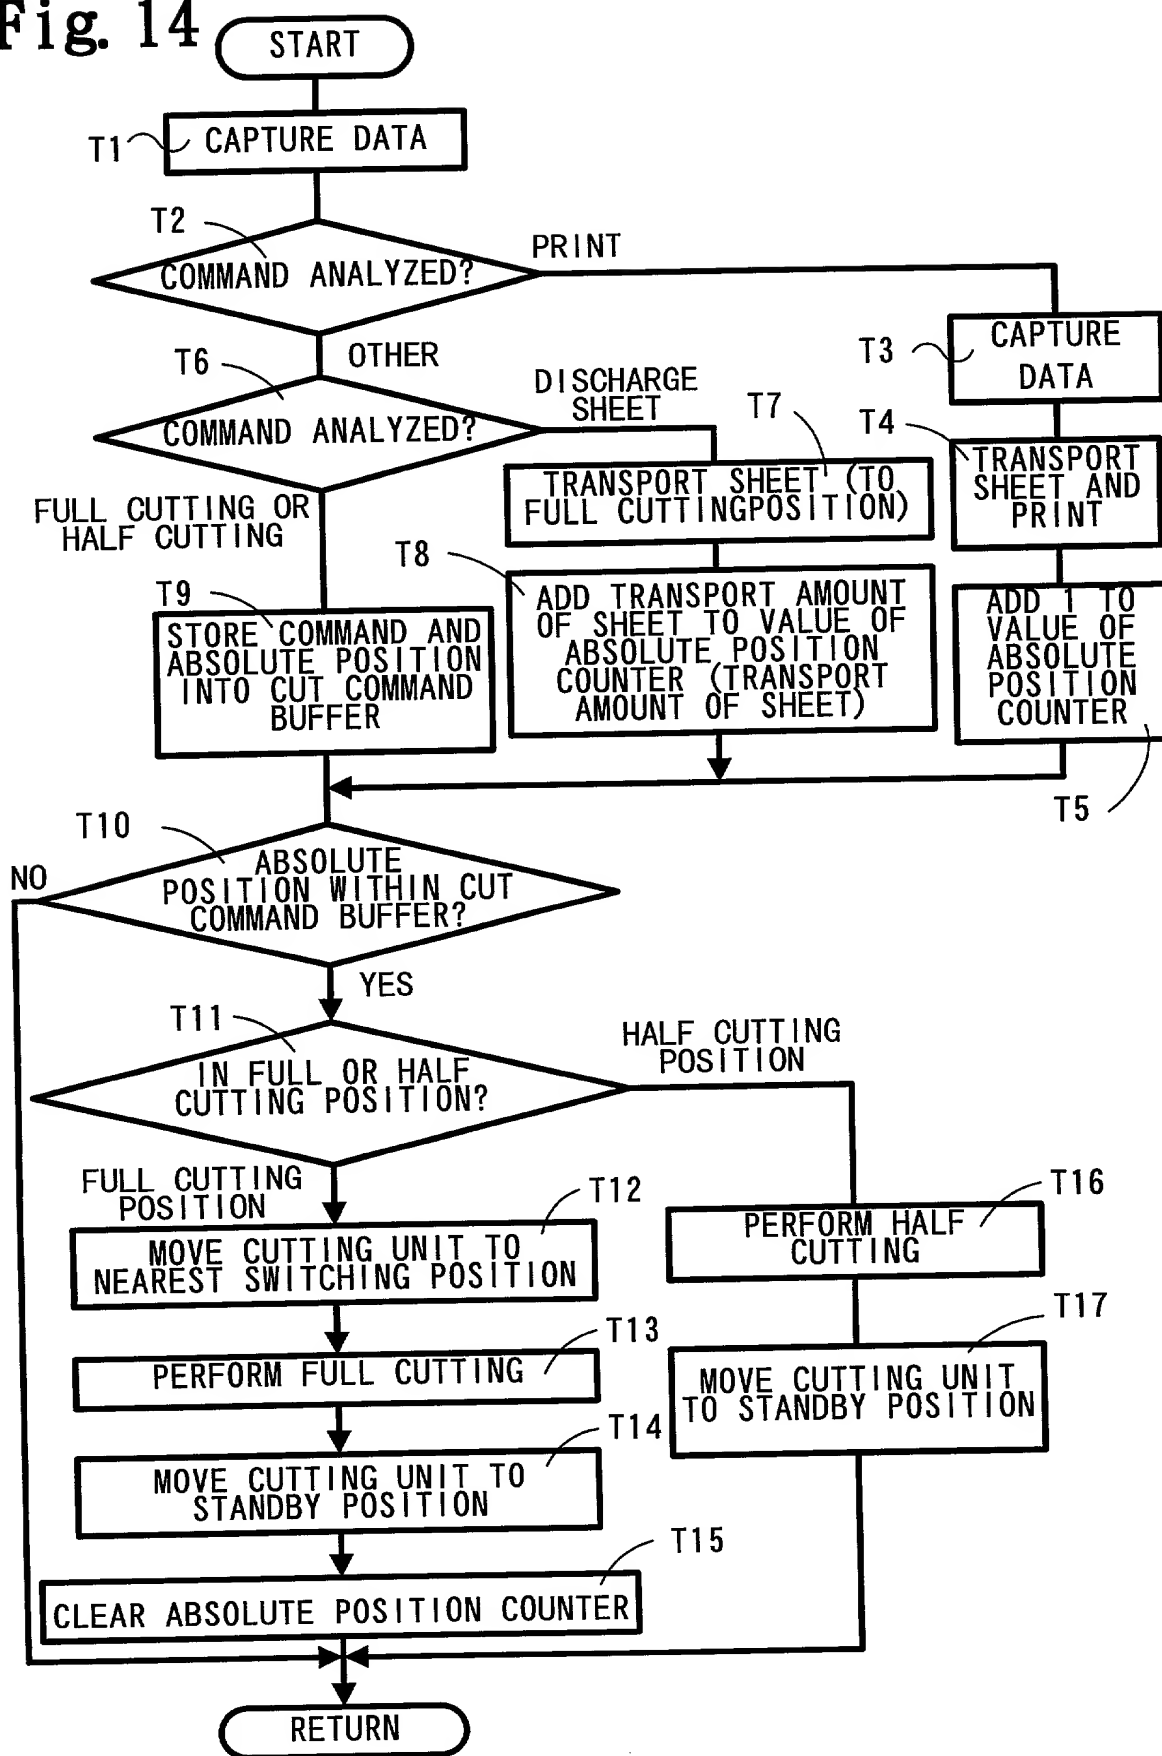 Fig. 14
START
T1
CAPTURE DATA
T2
COMMAND ANALYZED?
PRINT
T3
CAPTURE
DATA
OTHER
T6
COMMAND ANALYZED?
DISCHARGE
SHEET
T7
T4
TRANSPORT
SHEET AND
PRINT
TRANSPORT SHEET (TO
FULL CUTTINGPOSITION)
FULL CUTTING OR
HALF CUTTING
T8
ADD TRANSPORT AMOUNT
OF SHEET TO VALUE OF
ABSOLUTE POSITION
COUNTER (TRANSPORT
AMOUNT OF SHEET)
ADD 1 TO
VALUE OF
ABSOLUTE
POSITION
COUNTER
T5
T9
STORE COMMAND AND
ABSOLUTE POSITION
INTO CUT COMMAND
BUFFER
T10
NO
ABSOLUTE
POSITION WITHIN CUT
COMMAND BUFFER?
YES
T11
IN FULL OR HALF
CUTTING POSITION?
HALF CUTTING
POSITION
FULL CUTTING
POSITION
T12
MOVE CUTTING UNIT TO
NEAREST SWITCHING POSITION
T16
PERFORM HALF
CUTTING
T13
PERFORM FULL CUTTING
T17
MOVE CUTTING UNIT
TO STANDBY POSITION
T14
MOVE CUTTING UNIT TO
STANDBY POSITION
T15
CLEAR ABSOLUTE POSITION COUNTER
RETURN